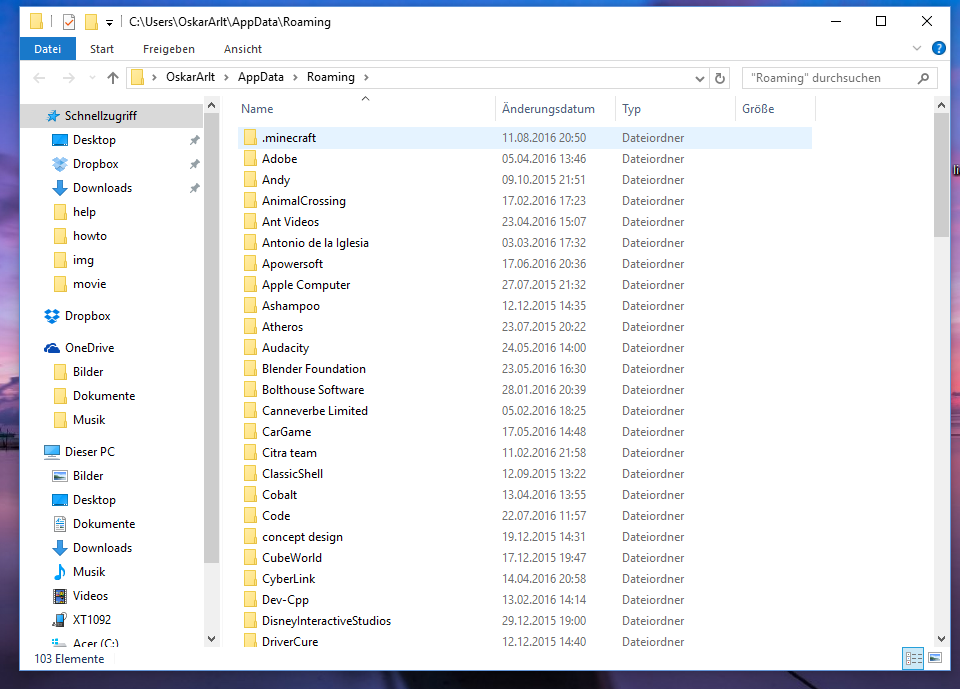 C:\Users\OskarArlt\AppData\Roaming
Datei Start Freigeben Ansicht
OskarArlt AppData Roaming "Roaming" durchsuchen
Schnellzugriff
Desktop
Dropbox
Downloads
help
howto
img
movie
Dropbox
OneDrive
Bilder
Dokumente
Musik
Dieser PC
Bilder
Desktop
Dokumente
Downloads
Musik
Videos
XT1092
Acer (C:)
Name Änderungsdatum Typ Größe
.minecraft 11.08.2016 20:50 Dateiordner
Adobe 05.04.2016 13:46 Dateiordner
Andy 09.10.2015 21:51 Dateiordner
AnimalCrossing 17.02.2016 17:23 Dateiordner
Ant Videos 23.04.2016 15:07 Dateiordner
Antonio de la Iglesia 03.03.2016 17:32 Dateiordner
Apowersoft 17.06.2016 20:36 Dateiordner
Apple Computer 27.07.2015 21:32 Dateiordner
Ashampoo 12.12.2015 14:35 Dateiordner
Atheros 23.07.2015 20:22 Dateiordner
Audacity 24.05.2016 14:00 Dateiordner
Blender Foundation 23.05.2016 16:30 Dateiordner
Bolthouse Software 28.01.2016 20:39 Dateiordner
Canneverbe Limited 05.02.2016 18:25 Dateiordner
CarGame 17.05.2016 14:48 Dateiordner
Citra team 11.02.2016 21:58 Dateiordner
ClassicShell 12.09.2015 13:22 Dateiordner
Cobalt 13.04.2016 13:55 Dateiordner
Code 22.07.2016 11:57 Dateiordner
concept design 19.12.2015 14:31 Dateiordner
CubeWorld 17.12.2015 19:47 Dateiordner
CyberLink 14.04.2016 20:58 Dateiordner
Dev-Cpp 13.02.2016 14:14 Dateiordner
DisneyInteractiveStudios 29.12.2015 19:00 Dateiordner
DriverCure 12.12.2015 14:40 Dateiordner
103 Elemente